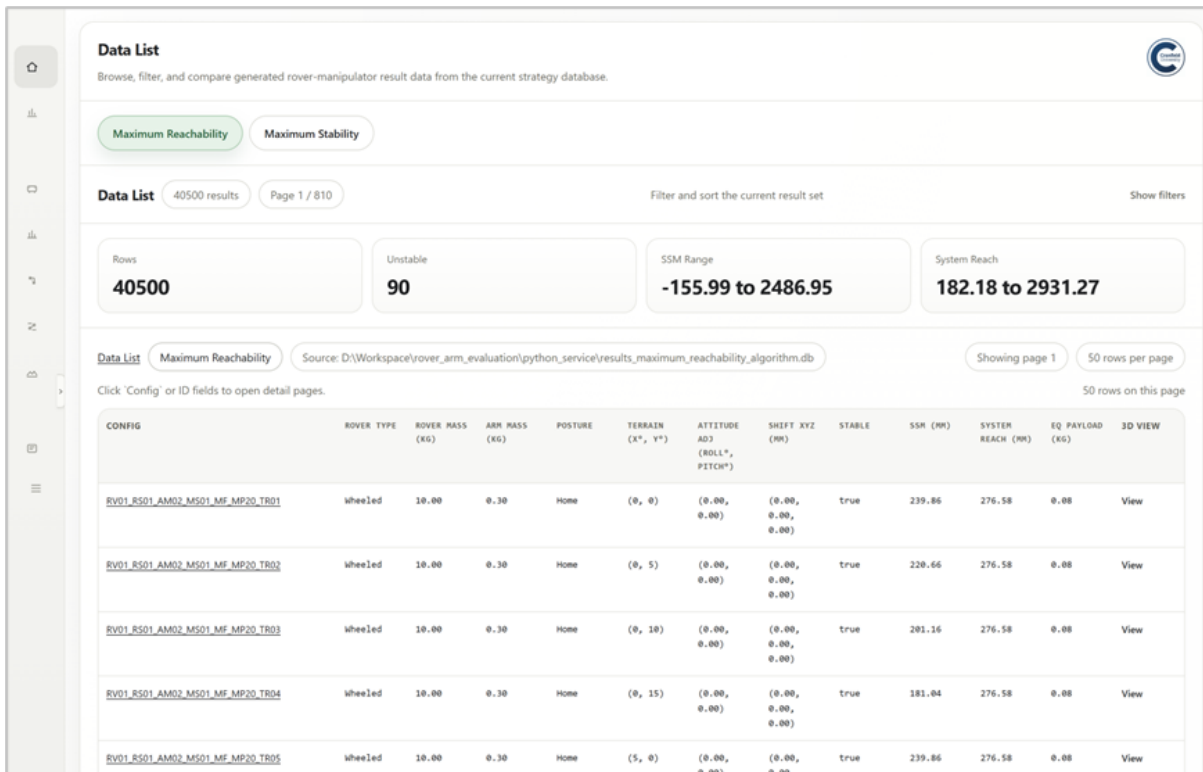 Data List
Browse, filter, and compare generated rover-manipulator result data from the current strategy database.
Cranfield
University
Maximum Reachability Maximum Stability
Data List 40500 results Page 1 / 810 Filter and sort the current result set Show filters
Rows Unstable SSM Range System Reach
40500 90 -155.99 to 2486.95 182.18 to 2931.27
Data List Maximum Reachability Source: D:\Workspace\rover_arm_evaluation\python_service\results_maximum_reachability_algorithm.db Showing page 1 50 rows per page
Click `Config` or ID fields to open detail pages. 50 rows on this page
CONFIG ROVER TYPE ROVER MASS ARM MASS POSTURE TERRAIN ATTITUDE SHIFT XYZ STABLE SSM (MM) SYSTEM EQ PAYLOAD 3D VIEW
(KG) (KG) (X°, Y°) ADJ (MM) REACH (MM) (KG)
(ROLL°,
PITCH°)
RV01_RS01_AM02_MS01_MF_MP20_TR01 Wheeled 10.00 0.30 Home (0, 0) (0.00, (0.00, true 239.86 276.58 0.08 View
0.00) 0.00,
0.00)
RV01_RS01_AM02_MS01_MF_MP20_TR02 Wheeled 10.00 0.30 Home (0, 5) (0.00, (0.00, true 220.66 276.58 0.08 View
0.00) 0.00,
0.00)
RV01_RS01_AM02_MS01_MF_MP20_TR03 Wheeled 10.00 0.30 Home (0, 10) (0.00, (0.00, true 201.16 276.58 0.08 View
0.00) 0.00,
0.00)
RV01_RS01_AM02_MS01_MF_MP20_TR04 Wheeled 10.00 0.30 Home (0, 15) (0.00, (0.00, true 181.04 276.58 0.08 View
0.00) 0.00,
0.00)
RV01_RS01_AM02_MS01_MF_MP20_TR05 Wheeled 10.00 0.30 Home (5, 0) (0.00, (0.00, true 239.86 276.58 0.08 View